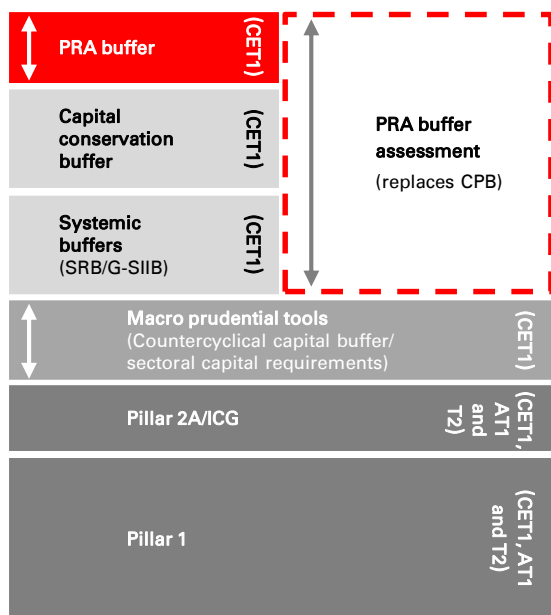 PRA buffer
(CET1)
Capital
conservation
buffer
(CET1)
Systemic
buffers
(SRB/G-SIIB)
(CET1)
PRA buffer
assessment
(replaces CPB)
Macro prudential tools
(Countercyclical capital buffer/
sectoral capital requirements)
(CET1)
Pillar 2A/ICG
(CET1,
AT1
and
T2)
Pillar 1
(CET1, AT1
and T2)